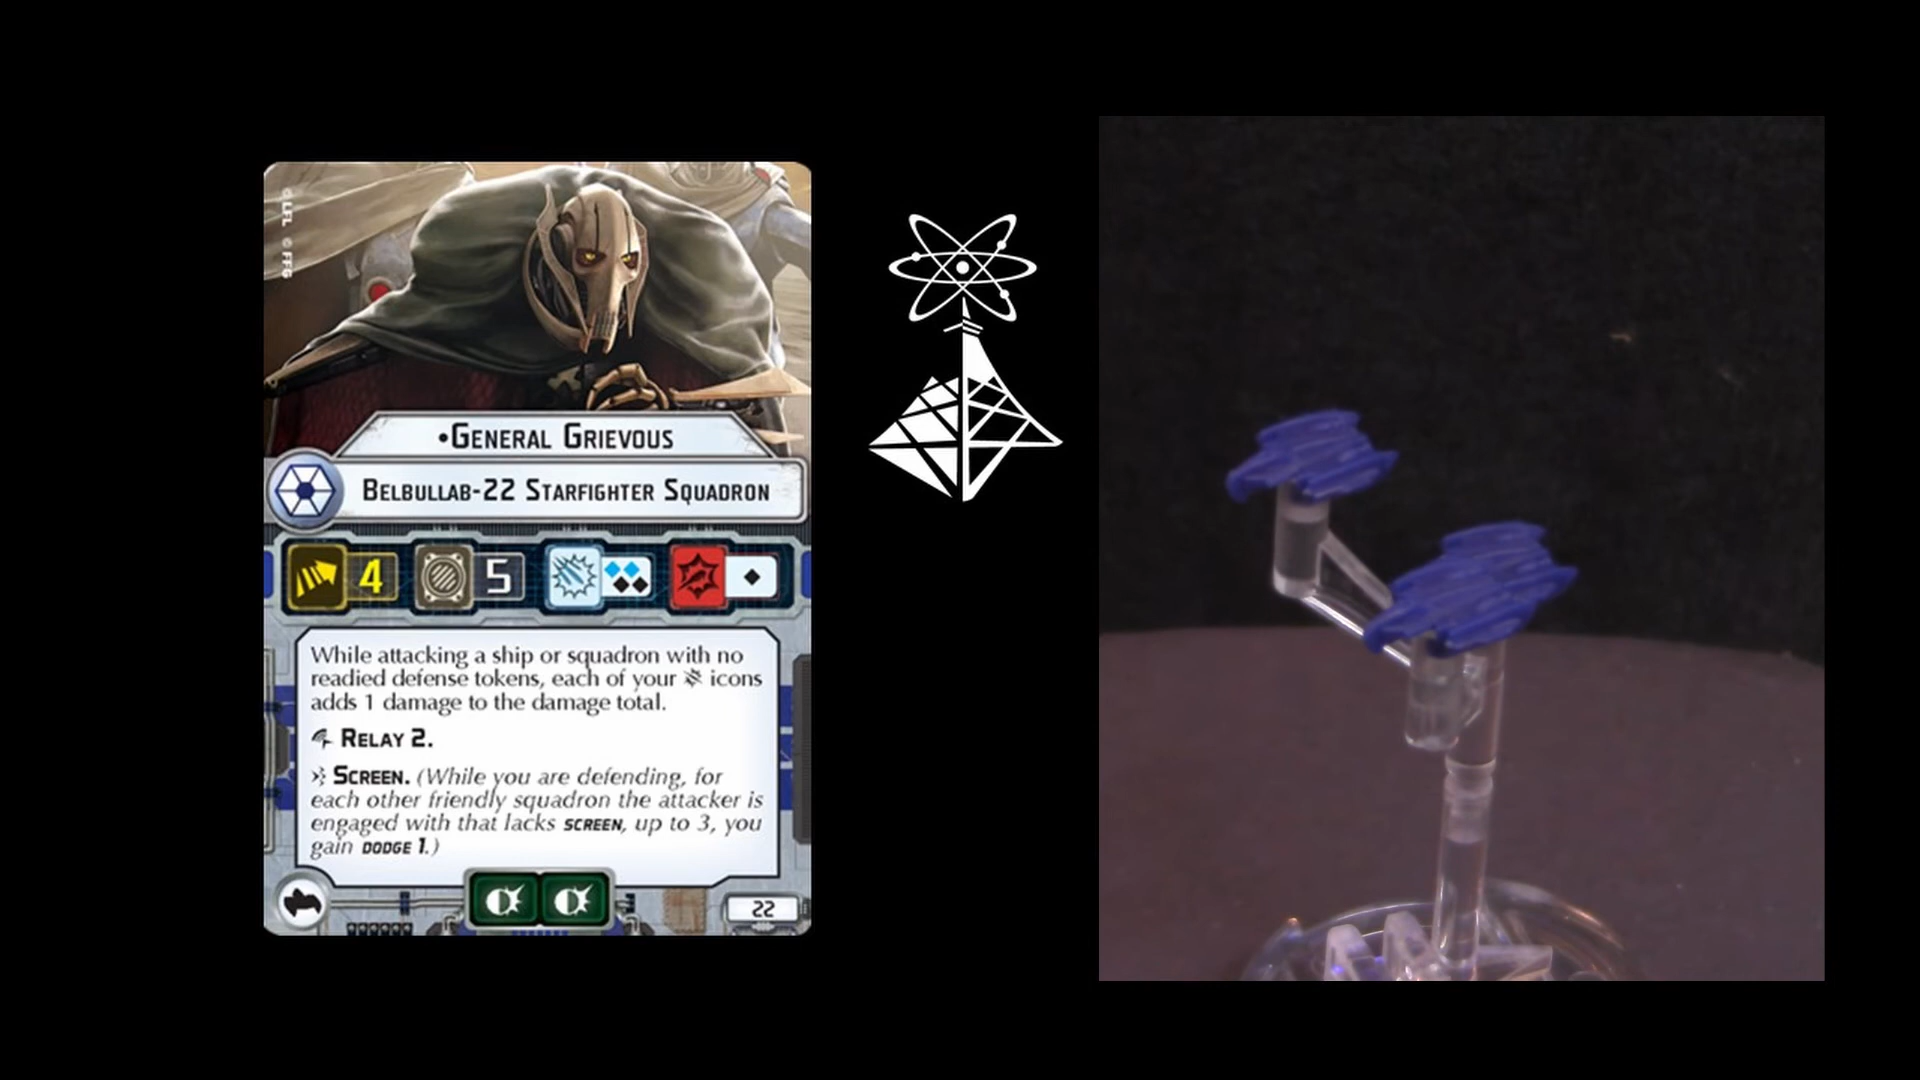 © LFL © FFG
•General Grievous
Belbullab-22 Starfighter Squadron
4 5
While attacking a ship or squadron with no
readied defense tokens, each of your icons
adds 1 damage to the damage total.
Relay 2.
Screen. (While you are defending, for
each other friendly squadron the attacker is
engaged with that lacks screen, up to 3, you
gain dodge 1.)
22